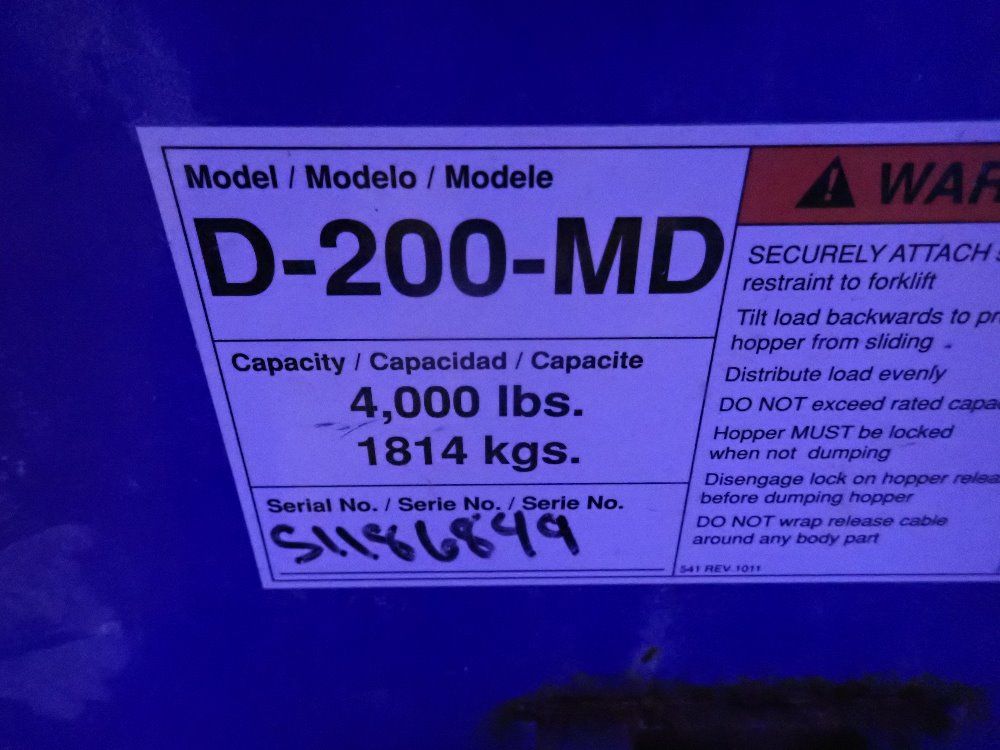 Model / Modelo / Modele
D-200-MD
Capacity / Capacidad / Capacite
4,000 lbs.
1814 kgs.
Serial No. / Serie No. / Serie No.
S1186849
SECURELY ATTACH
restraint to forklift
Tilt load backwards to
hopper from sliding
Distribute load evenly
DO NOT exceed rated
Hopper MUST be locked
when not dumping
Disengage lock on hopper
before dumping hopper
DO NOT wrap release cable
around any body part
541 REV 1011